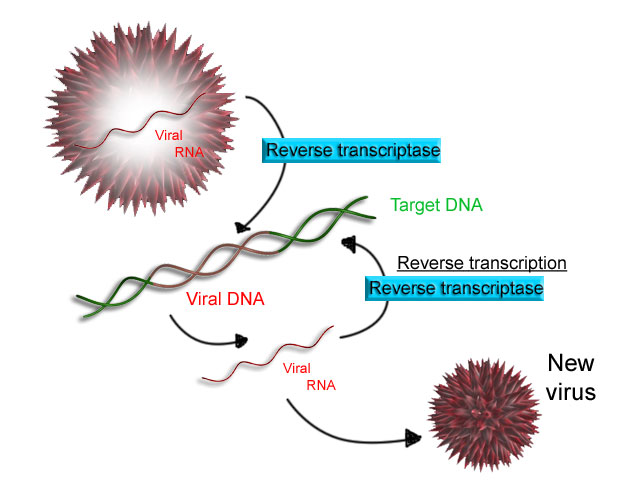 Viral
RNA
Reverse transcriptase
Target DNA
Reverse transcription
Reverse transcriptase
Viral DNA
Viral
RNA
New
virus